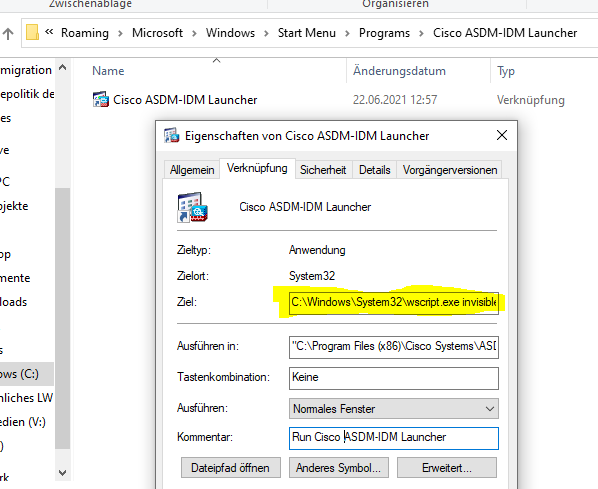 Zwischenablage Organisieren
« Roaming > Microsoft > Windows > Start Menu > Programs > Cisco ASDM-IDM Launcher
migration
epolitik de
es
ve
PC
bjekte
op
mente
loads
s
ows (C:)
nliches LW
edien (V:)
rk
Name Änderungsdatum Typ
Cisco ASDM-IDM Launcher 22.06.2021 12:57 Verknüpfung
Eigenschaften von Cisco ASDM-IDM Launcher
Allgemein Verknüpfung Sicherheit Details Vorgängerversionen
Cisco ASDM-IDM Launcher
Zieltyp: Anwendung
Zielort: System32
Ziel: C:\Windows\System32\wscript.exe invisible
Ausführen in: "C:\Program Files (x86)\Cisco Systems\ASD
Tastenkombination: Keine
Ausführen: Normales Fenster
Kommentar: Run Cisco ASDM-IDM Launcher
Dateipfad öffnen Anderes Symbol... Erweitert...